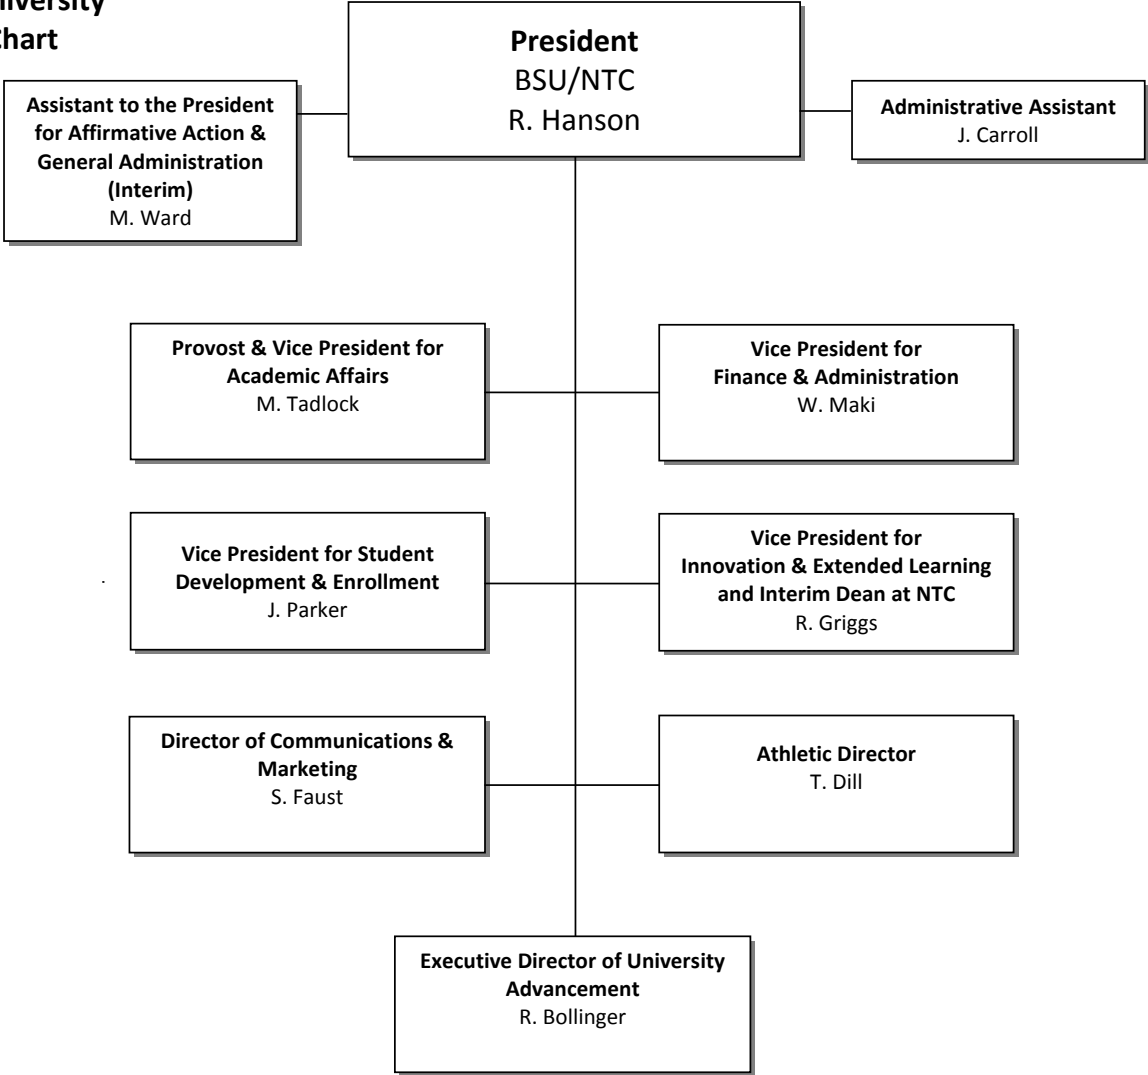 Chart
President
BSU/NTC
R. Hanson
Assistant to the President
for Affirmative Action &
General Administration
(Interim)
M. Ward
Administrative Assistant
J. Carroll
Provost & Vice President for
Academic Affairs
M. Tadlock
Vice President for
Finance & Administration
W. Maki
Vice President for Student
Development & Enrollment
J. Parker
Vice President for
Innovation & Extended Learning
and Interim Dean at NTC
R. Griggs
Director of Communications &
Marketing
S. Faust
Athletic Director
T. Dill
Executive Director of University
Advancement
R. Bollinger